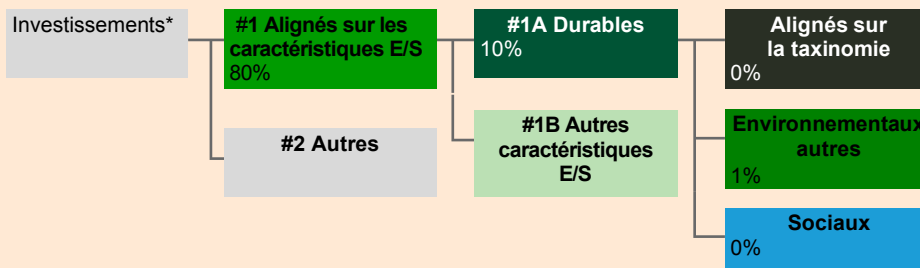 Investissements*
#1 Alignés sur les
caractéristiques E/S
80%
#2 Autres
#1A Durables
10%
#1B Autres
caractéristiques
E/S
Alignés sur
la taxinomie
0%
Environnementaux
autres
1%
Sociaux
0%